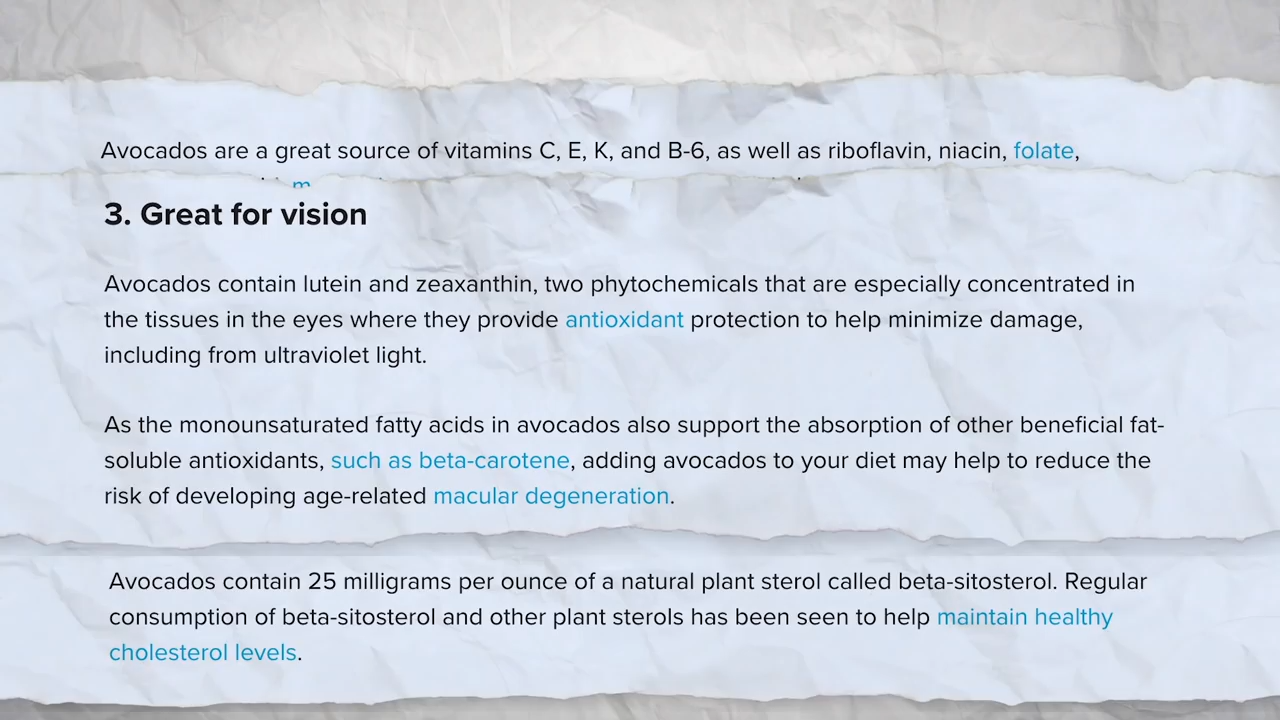 Avocados are a great source of vitamins C, E, K, and B-6, as well as riboflavin, niacin, folate,
3. Great for vision
Avocados contain lutein and zeaxanthin, two phytochemicals that are especially concentrated in
the tissues in the eyes where they provide antioxidant protection to help minimize damage,
including from ultraviolet light.
As the monounsaturated fatty acids in avocados also support the absorption of other beneficial fat-
soluble antioxidants, such as beta-carotene, adding avocados to your diet may help to reduce the
risk of developing age-related macular degeneration.
Avocados contain 25 milligrams per ounce of a natural plant sterol called beta-sitosterol. Regular
consumption of beta-sitosterol and other plant sterols has been seen to help maintain healthy
cholesterol levels.